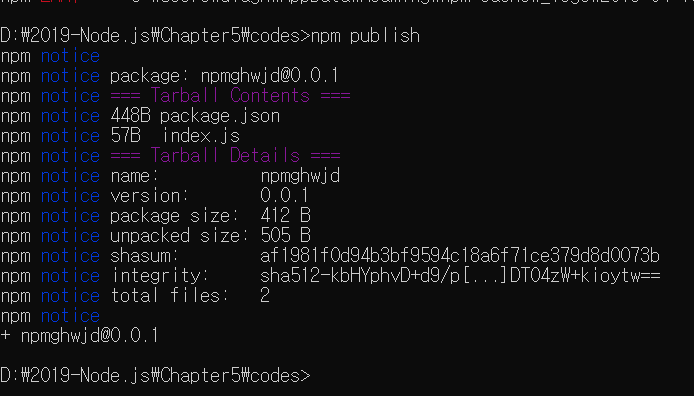 D:\2019-Node.js\Chapter5\codes>npm publish
npm notice
npm notice package: npmghwjd@0.0.1
npm notice === Tarball Contents ===
npm notice 448B package.json
npm notice 57B  index.js
npm notice === Tarball Details ===
npm notice name:          npmghwjd
npm notice version:       0.0.1
npm notice package size:  412 B
npm notice unpacked size: 505 B
npm notice shasum:        af1981f0d94b3bf9594c18a6f71ce379d8d0073b
npm notice integrity:     sha512-kbHYphvD+d9/p[...]DT04zW+kioytw==
npm notice total files:   2
npm notice
+ npmghwjd@0.0.1
D:\2019-Node.js\Chapter5\codes>